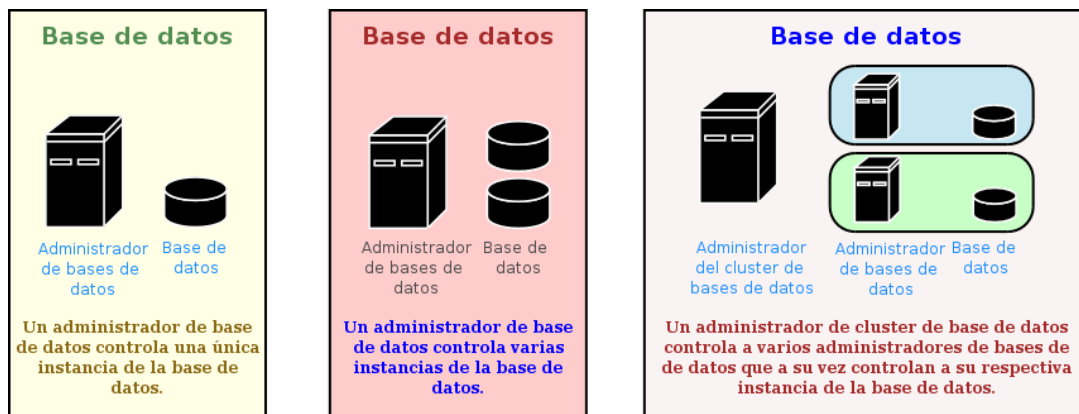 Base de datos
Administrador
de bases de
datos
Base de
datos
Un administrador de base
de datos controla una única
instancia de la base de
datos.
Base de datos
Administrador
de bases de
datos
Base de
datos
Un administrador de base
de datos controla varias
instancias de la base de
datos.
Base de datos
Administrador
del cluster de
bases de datos
Administrador
de bases de
datos
Base de
datos
Un administrador de cluster de base de datos
controla a varios administradores de bases de
de datos que a su vez controlan a su respectiva
instancia de la base de datos.